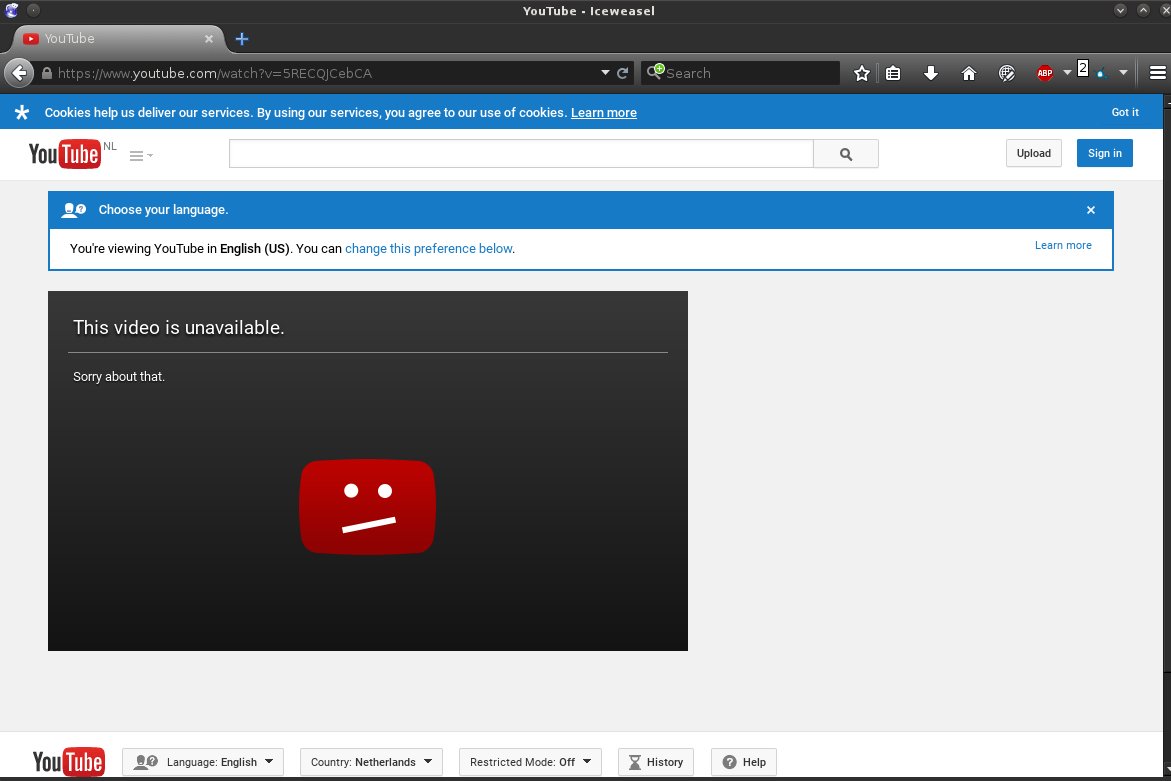 YouTube - Iceweasel
YouTube
https://www.youtube.com/watch?v=5RECQJCebCA
Search
ABP
2
Cookies help us deliver our services. By using our services, you agree to our use of cookies. Learn more
Got it
YouTube NL
Upload
Sign in
Choose your language.
You're viewing YouTube in English (US). You can change this preference below.
Learn more
This video is unavailable.
Sorry about that.
YouTube
Language: English
Country: Netherlands
Restricted Mode: Off
History
Help